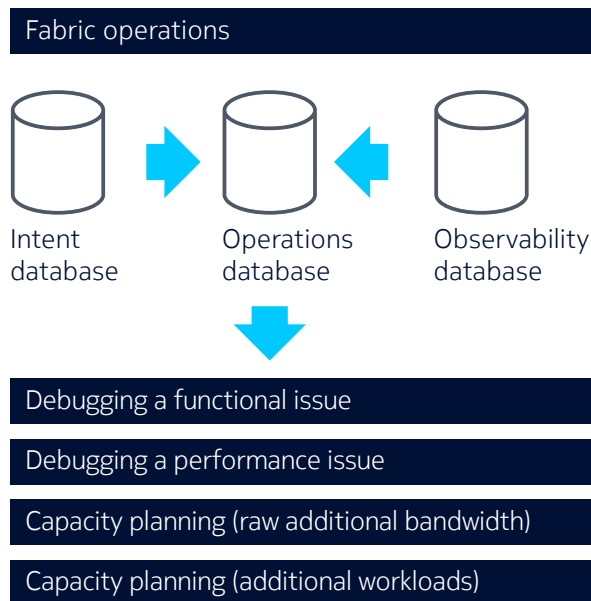 Fabric operations
Intent
database
Operations
database
Observability
database
Debugging a functional issue
Debugging a performance issue
Capacity planning (raw additional bandwidth)
Capacity planning (additional workloads)